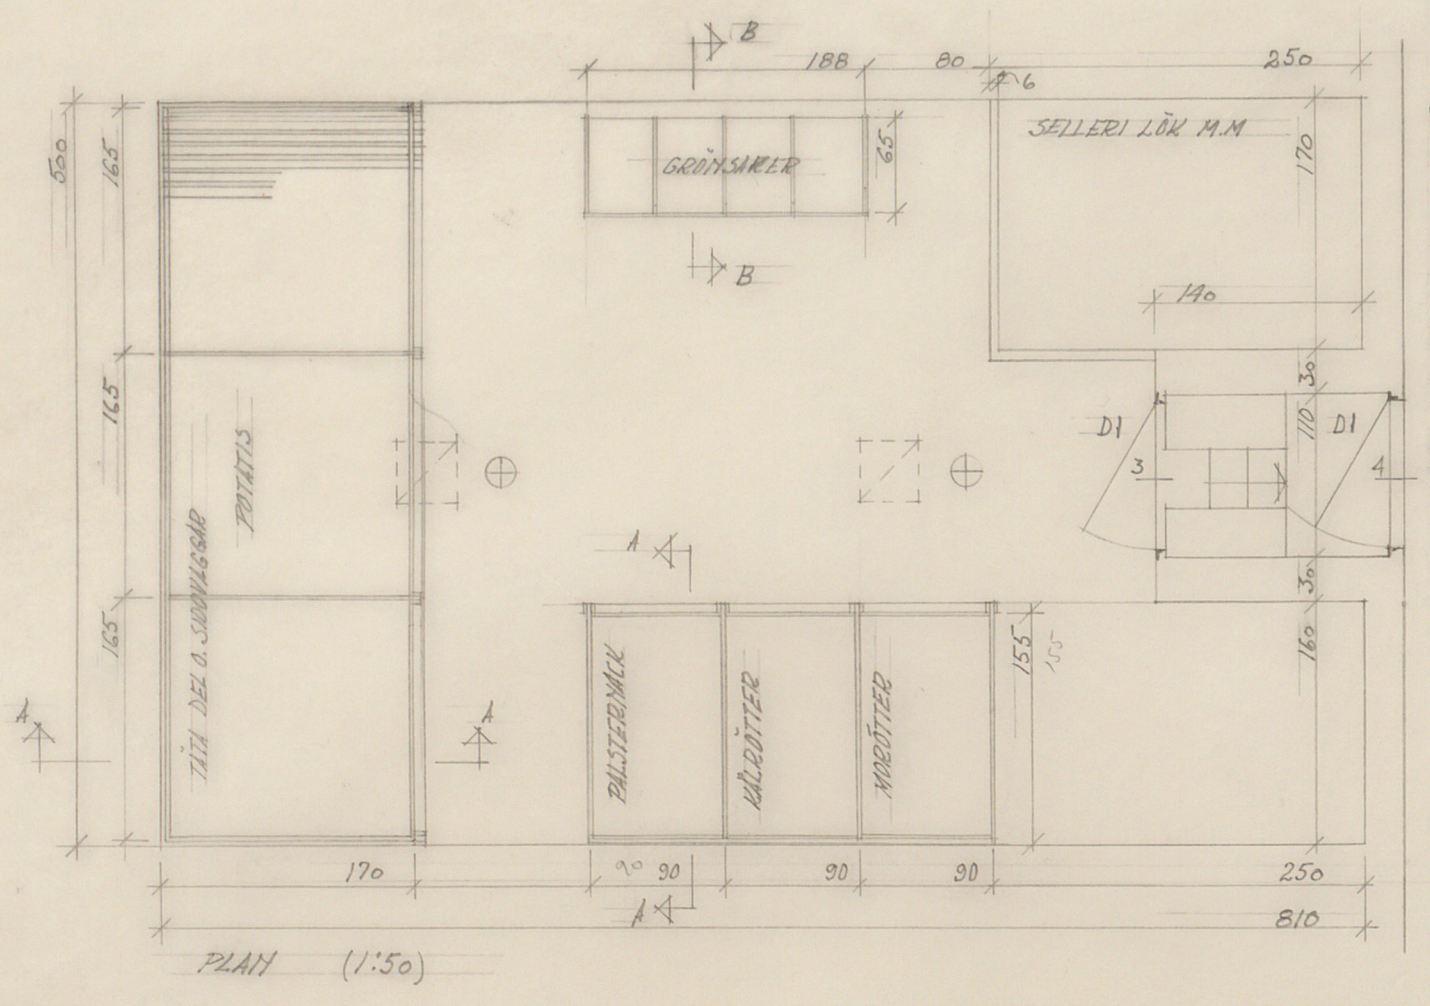 B
188
80
250
6
500
165
GRÖNSAKER
65
SELLERI LÖK M.M
170
B
140
165
POTATIS
30
D1
110
D1
3
4
A
30
TÄTA DEL O. SIDOVÄGGAR
165
PALSTERNACK
KÅLRÖTTER
MORÖTTER
155
155
160
A
A
170
90
90
90
90
250
A
810
PLAN (1:50)